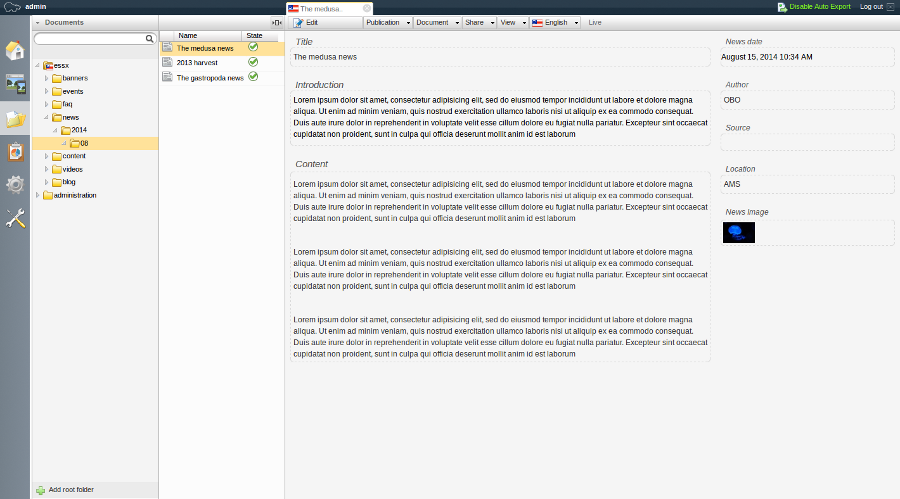 admin
The medusa..
Disable Auto Export
Log out
Documents
Edit
Publication
Document
Share
View
English
Live
Name
State
The medusa news
2013 harvest
The gastropoda news
essx
banners
events
faq
news
2014
08
content
videos
blog
administration
Add root folder
Title
The medusa news
Introduction
Lorem ipsum dolor sit amet, consectetur adipisicing elit, sed do eiusmod tempor incididunt ut labore et dolore magna
aliqua. Ut enim ad minim veniam, quis nostrud exercitation ullamco laboris nisi ut aliquip ex ea commodo consequat.
Duis aute irure dolor in reprehenderit in voluptate velit esse cillum dolore eu fugiat nulla pariatur. Excepteur sint occaecat
cupidatat non proident, sunt in culpa qui officia deserunt mollit anim id est laborum
Content
Lorem ipsum dolor sit amet, consectetur adipisicing elit, sed do eiusmod tempor incididunt ut labore et dolore magna
aliqua. Ut enim ad minim veniam, quis nostrud exercitation ullamco laboris nisi ut aliquip ex ea commodo consequat.
Duis aute irure dolor in reprehenderit in voluptate velit esse cillum dolore eu fugiat nulla pariatur. Excepteur sint occaecat
cupidatat non proident, sunt in culpa qui officia deserunt mollit anim id est laborum
Lorem ipsum dolor sit amet, consectetur adipisicing elit, sed do eiusmod tempor incididunt ut labore et dolore magna
aliqua. Ut enim ad minim veniam, quis nostrud exercitation ullamco laboris nisi ut aliquip ex ea commodo consequat.
Duis aute irure dolor in reprehenderit in voluptate velit esse cillum dolore eu fugiat nulla pariatur. Excepteur sint occaecat
cupidatat non proident, sunt in culpa qui officia deserunt mollit anim id est laborum
Lorem ipsum dolor sit amet, consectetur adipisicing elit, sed do eiusmod tempor incididunt ut labore et dolore magna
aliqua. Ut enim ad minim veniam, quis nostrud exercitation ullamco laboris nisi ut aliquip ex ea commodo consequat.
Duis aute irure dolor in reprehenderit in voluptate velit esse cillum dolore eu fugiat nulla pariatur. Excepteur sint occaecat
cupidatat non proident, sunt in culpa qui officia deserunt mollit anim id est laborum
News date
August 15, 2014 10:34 AM
Author
OBO
Source
Location
AMS
News image